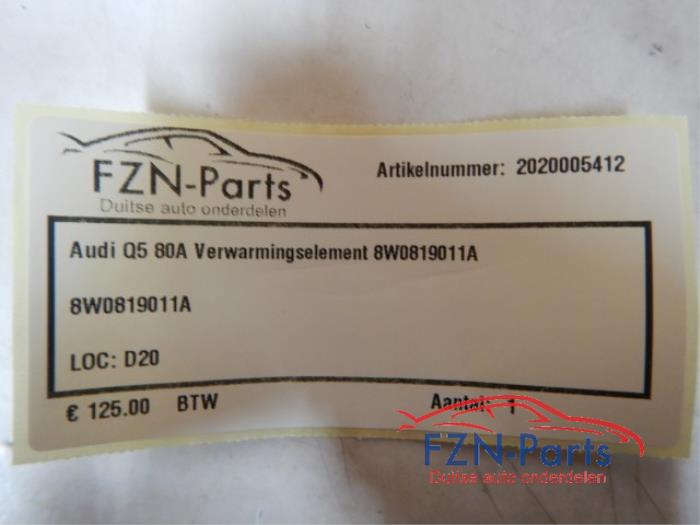 FZN-Parts
Duitse auto onderdelen
Artikelnummer: 2020005412
Audi Q5 80A Verwarmingselement 8W0819011A
8W0819011A
LOC: D20
€ 125.00 BTW
Aantal: 1
FZN-Parts
Duitse auto onderdelen